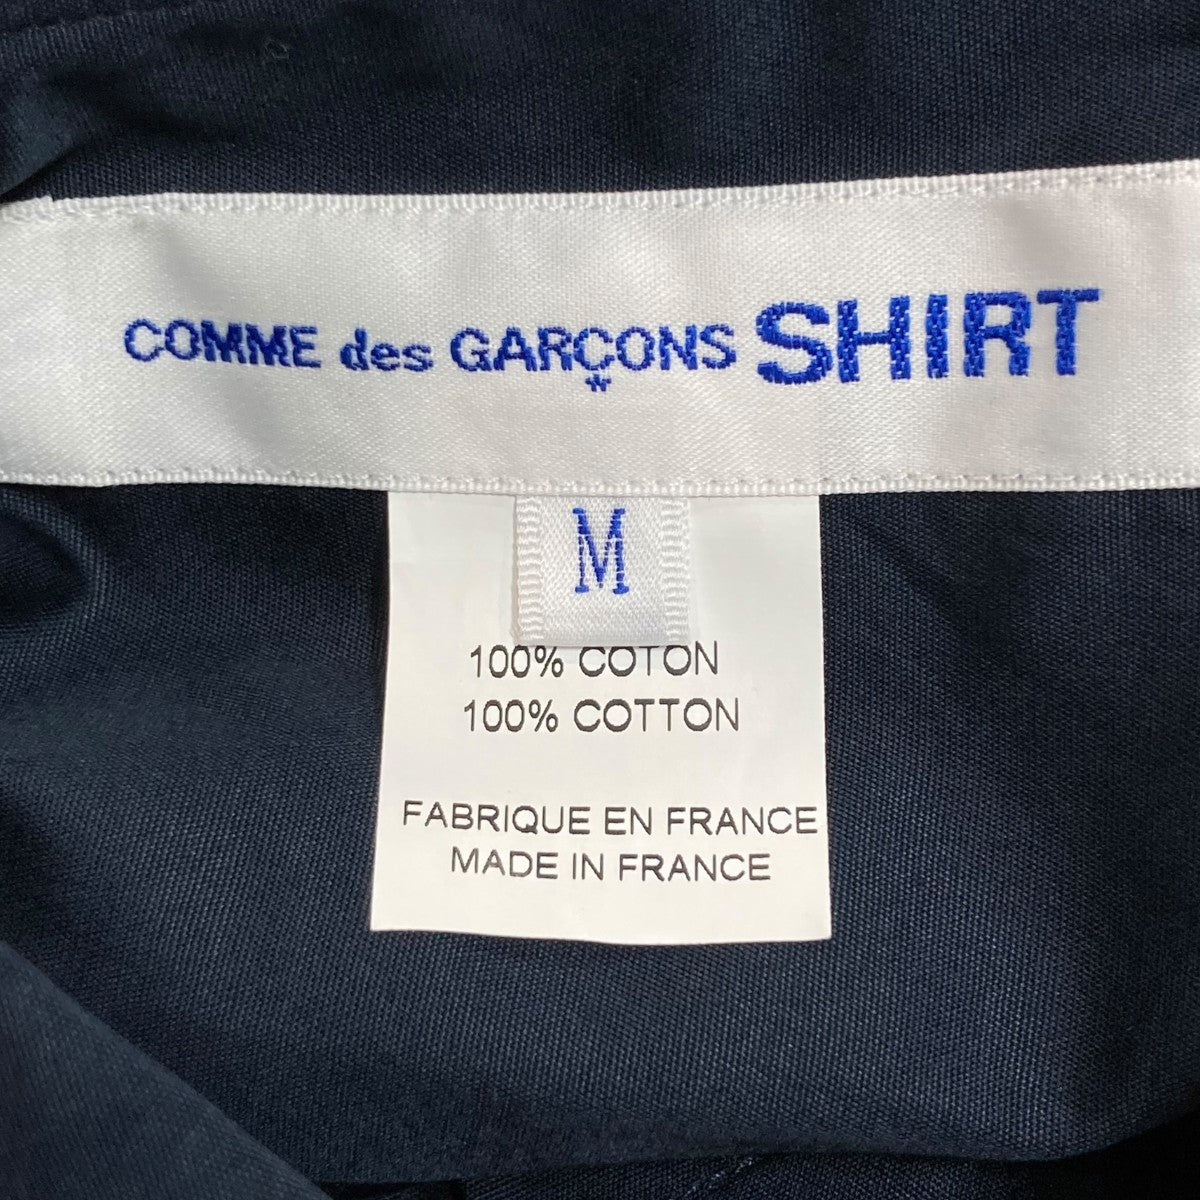 COMME des GARÇONS SHIRT
M
100% COTON
100% COTTON
FABRIQUE EN FRANCE
MADE IN FRANCE